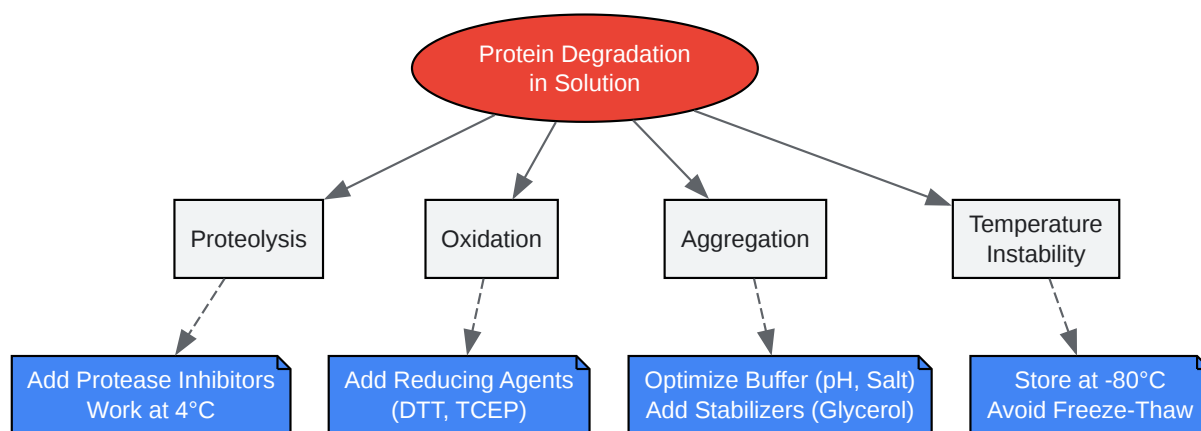 Protein Degradation
in Solution
Proteolysis
Oxidation
Aggregation
Temperature
Instability
Add Protease Inhibitors
Work at 4°C
Add Reducing Agents
(DTT, TCEP)
Optimize Buffer (pH, Salt)
Add Stabilizers (Glycerol)
Store at -80°C
Avoid Freeze-Thaw